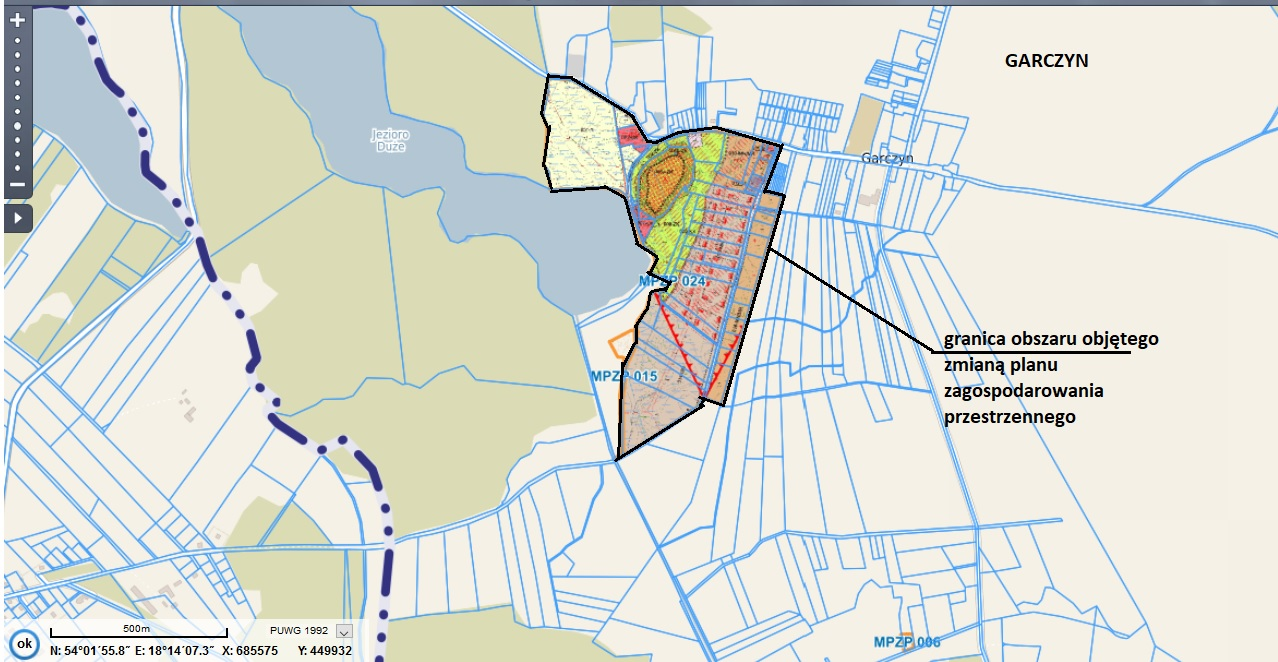 GARCZYN
Jezioro
Duże
Garczyn
MPZP 024
granica obszaru objętego
zmianą planu
zagospodarowania
przestrzennego
MPZP 015
500m
PUWG 1992
MPZP 006
ok
N: 54°01´55.8˝ E: 18°14´07.3˝ X: 685575 Y: 449932